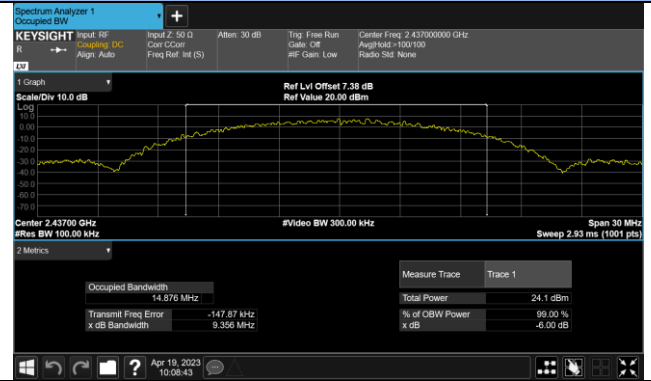 Spectrum Analyzer 1
Occupied BW
+
KEYSIGHT Input: RF Input Z: 50 Ω Atten: 30 dB Trig: Free Run Center Freq: 2.437000000 GHz
R Coupling: DC Corr CCorr Gate: Off Avg|Hold:>100/100
Align: Auto Freq Ref: Int (S) #IF Gain: Low Radio Std: None
LXI
1 Graph
Ref Lvl Offset 7.38 dB
Scale/Div 10.0 dB Ref Value 20.00 dBm
Log
10.0
0.00
-10.0
-20.0
-30.0
-40.0
-50.0
-60.0
-70.0
Center 2.43700 GHz #Video BW 300.00 kHz Span 30 MHz
#Res BW 100.00 kHz Sweep 2.93 ms (1001 pts)
2 Metrics
Measure Trace Trace 1
Occupied Bandwidth
14.876 MHz Total Power 24.1 dBm
Transmit Freq Error -147.87 kHz % of OBW Power 99.00 %
x dB Bandwidth 9.356 MHz x dB -6.00 dB
? Apr 19, 2023
10:08:43